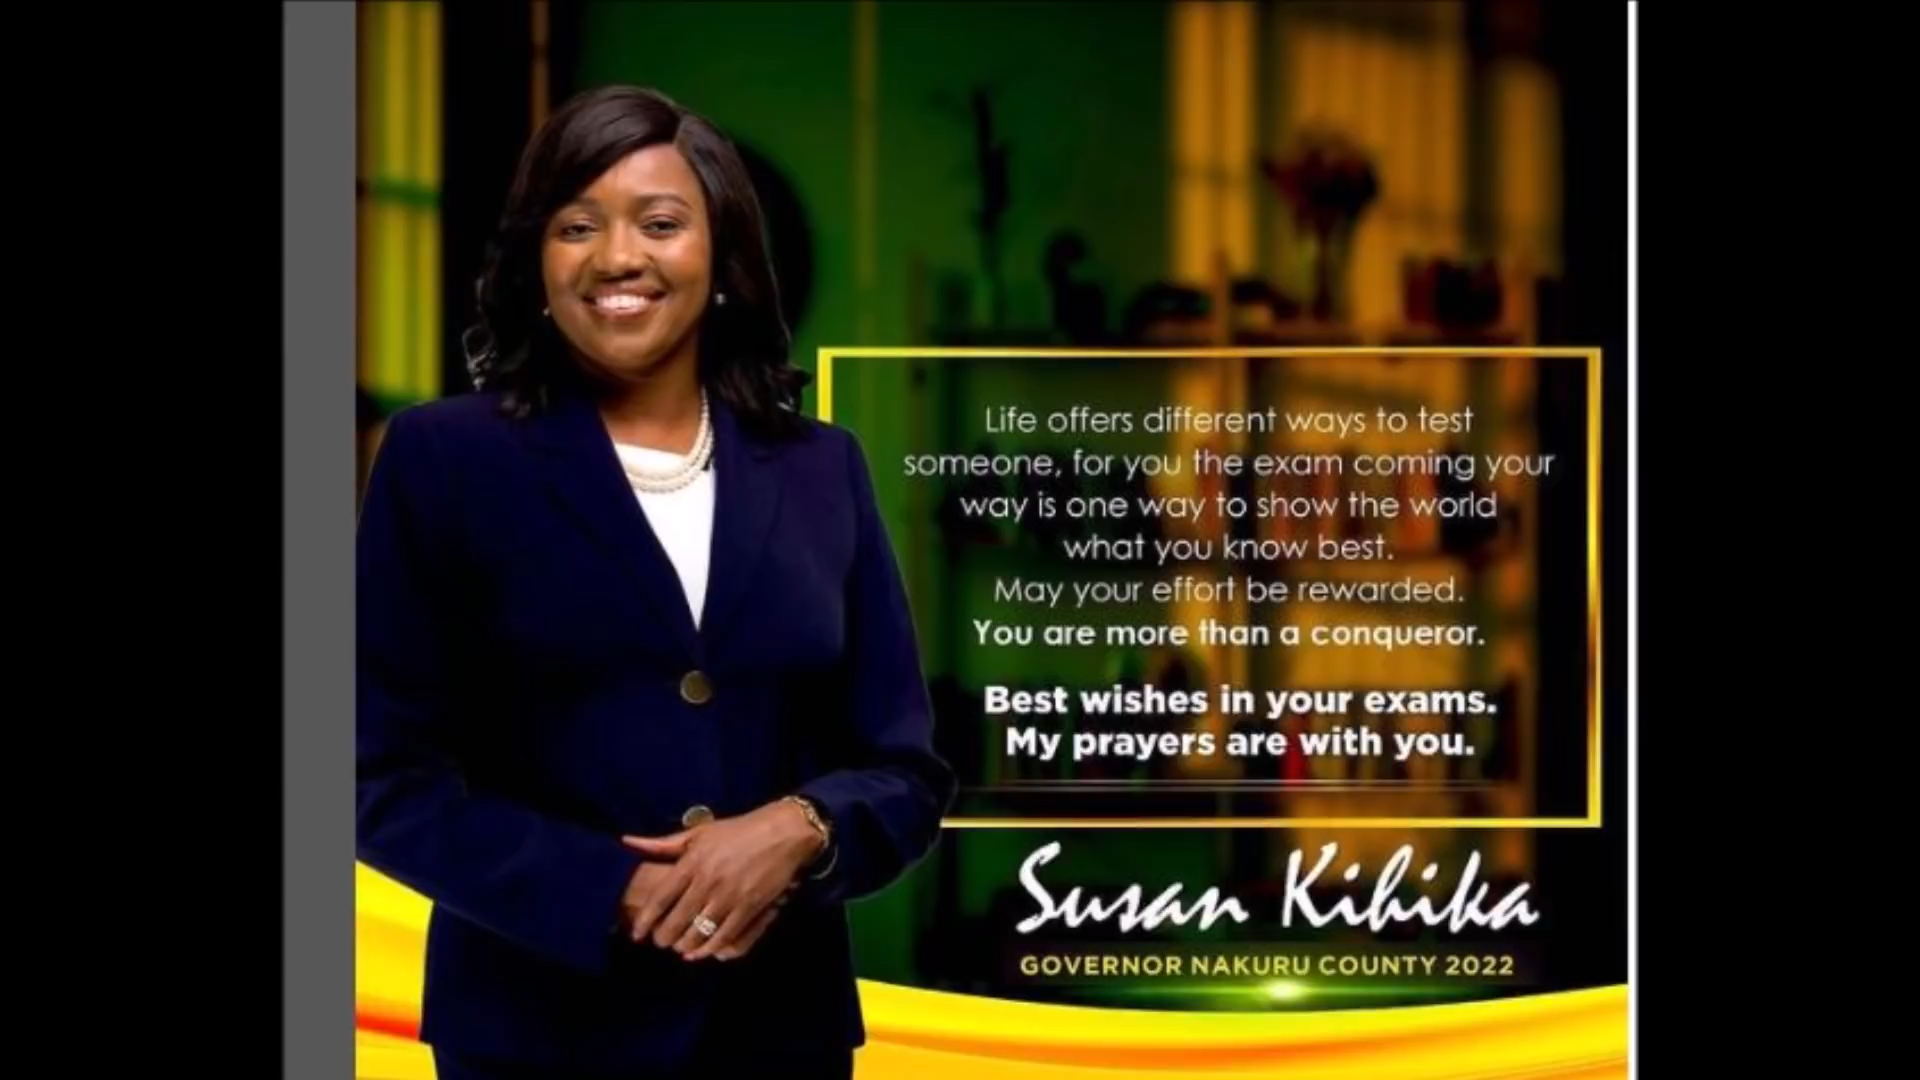 Life offers different ways to test
someone, for you the exam coming your
way is one way to show the world
what you know best.
May your effort be rewarded.
You are more than a conqueror.
Best wishes in your exams.
My prayers are with you.
Susan Kihika
GOVERNOR NAKURU COUNTY 2022